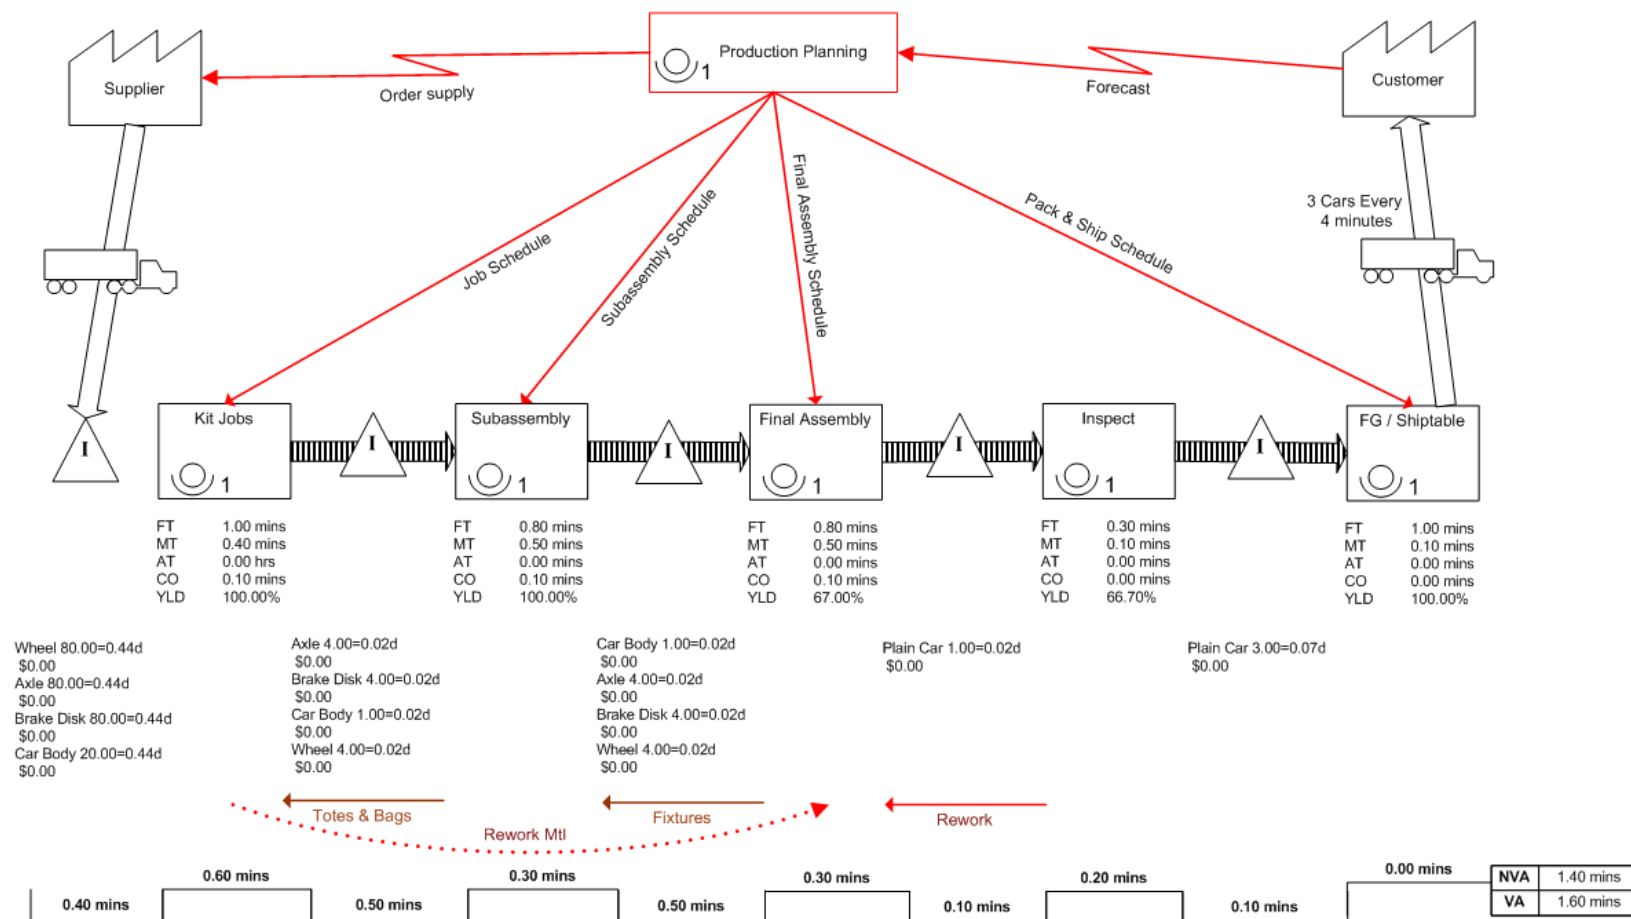 Production Planning
1
Supplier
Customer
Order supply
Forecast
Job Schedule
Subassembly Schedule
Final Assembly Schedule
Pack & Ship Schedule
3 Cars Every
4 minutes
I
Kit Jobs
1
I
Subassembly
1
I
Final Assembly
1
I
Inspect
1
I
FG / Shiptable
1
FT 1.00 mins
MT 0.40 mins
AT 0.00 hrs
CO 0.10 mins
YLD 100.00%
FT 0.80 mins
MT 0.50 mins
AT 0.00 mins
CO 0.10 mins
YLD 100.00%
FT 0.80 mins
MT 0.50 mins
AT 0.00 mins
CO 0.10 mins
YLD 67.00%
FT 0.30 mins
MT 0.10 mins
AT 0.00 mins
CO 0.00 mins
YLD 66.70%
FT 1.00 mins
MT 0.10 mins
AT 0.00 mins
CO 0.00 mins
YLD 100.00%
Wheel 80.00=0.44d
$0.00
Axle 80.00=0.44d
$0.00
Brake Disk 80.00=0.44d
$0.00
Car Body 20.00=0.44d
$0.00
Axle 4.00=0.02d
$0.00
Brake Disk 4.00=0.02d
$0.00
Car Body 1.00=0.02d
$0.00
Wheel 4.00=0.02d
$0.00
Car Body 1.00=0.02d
$0.00
Axle 4.00=0.02d
$0.00
Brake Disk 4.00=0.02d
$0.00
Wheel 4.00=0.02d
$0.00
Plain Car 1.00=0.02d
$0.00
Plain Car 3.00=0.07d
$0.00
Totes & Bags
Fixtures
Rework
Rework Mtl
0.40 mins
0.60 mins
0.50 mins
0.30 mins
0.50 mins
0.30 mins
0.10 mins
0.20 mins
0.10 mins
0.00 mins
NVA 1.40 mins
VA 1.60 mins